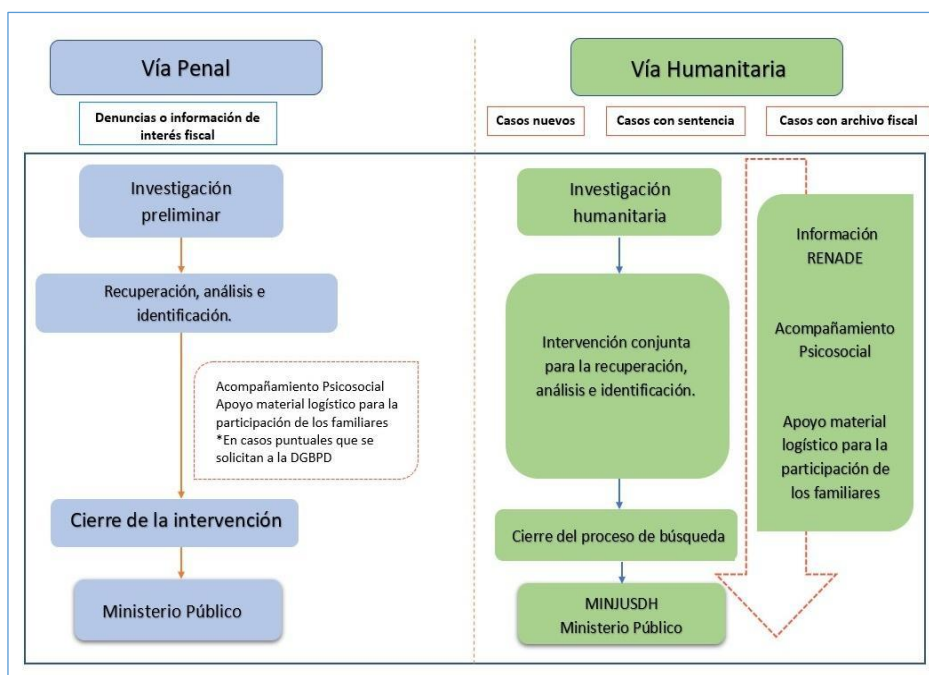 Vía Penal
Denuncias o información de
interés fiscal
Investigación
preliminar
Recuperación, análisis e
identificación.
Acompañamiento Psicosocial
Apoyo material logístico para la
participación de los familiares
*En casos puntuales que se
solicitan a la DGBPD
Cierre de la intervención
Ministerio Público
Vía Humanitaria
Casos nuevos
Casos con sentencia
Casos con archivo fiscal
Investigación
humanitaria
Intervención conjunta
para la recuperación,
análisis e identificación.
Cierre del proceso de búsqueda
MINJUSDH
Ministerio Público
Información
RENADE
Acompañamiento
Psicosocial
Apoyo material
logístico para la
participación de
los familiares